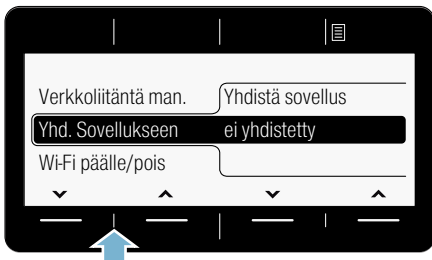 Verkkoliitäntä man. Yhdistä sovellus
Yhd. Sovellukseen ei yhdistetty
Wi-Fi päälle/pois